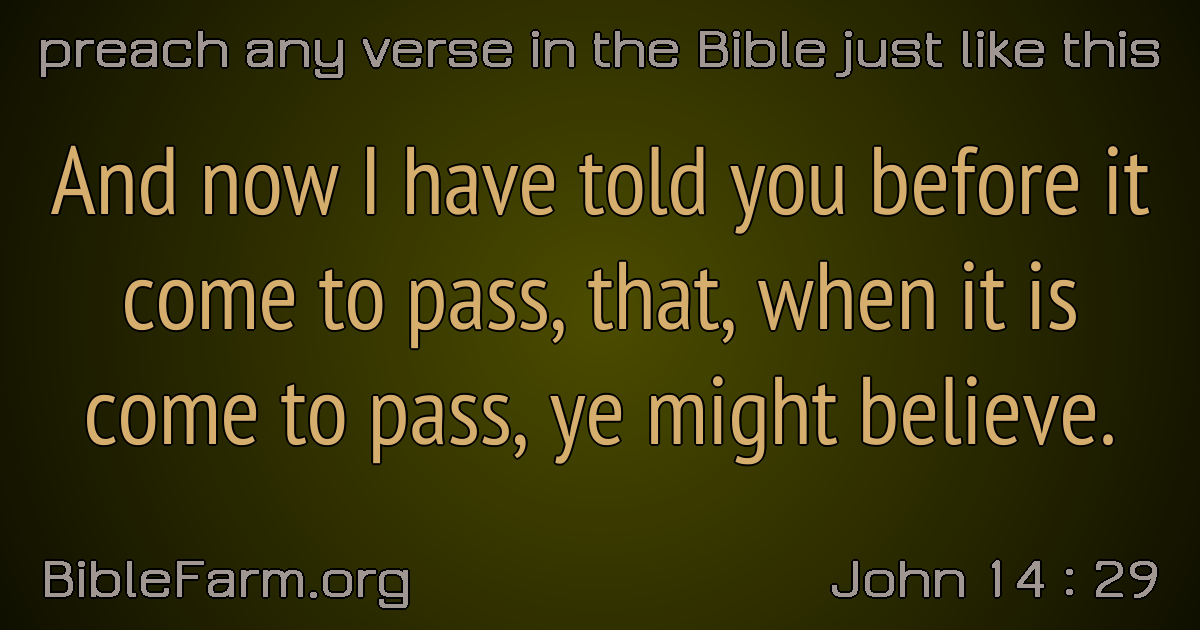 preach any verse in the Bible just like this
And now I have told you before it
come to pass, that, when it is
come to pass, ye might believe.
BibleFarm.org
John 14 : 29